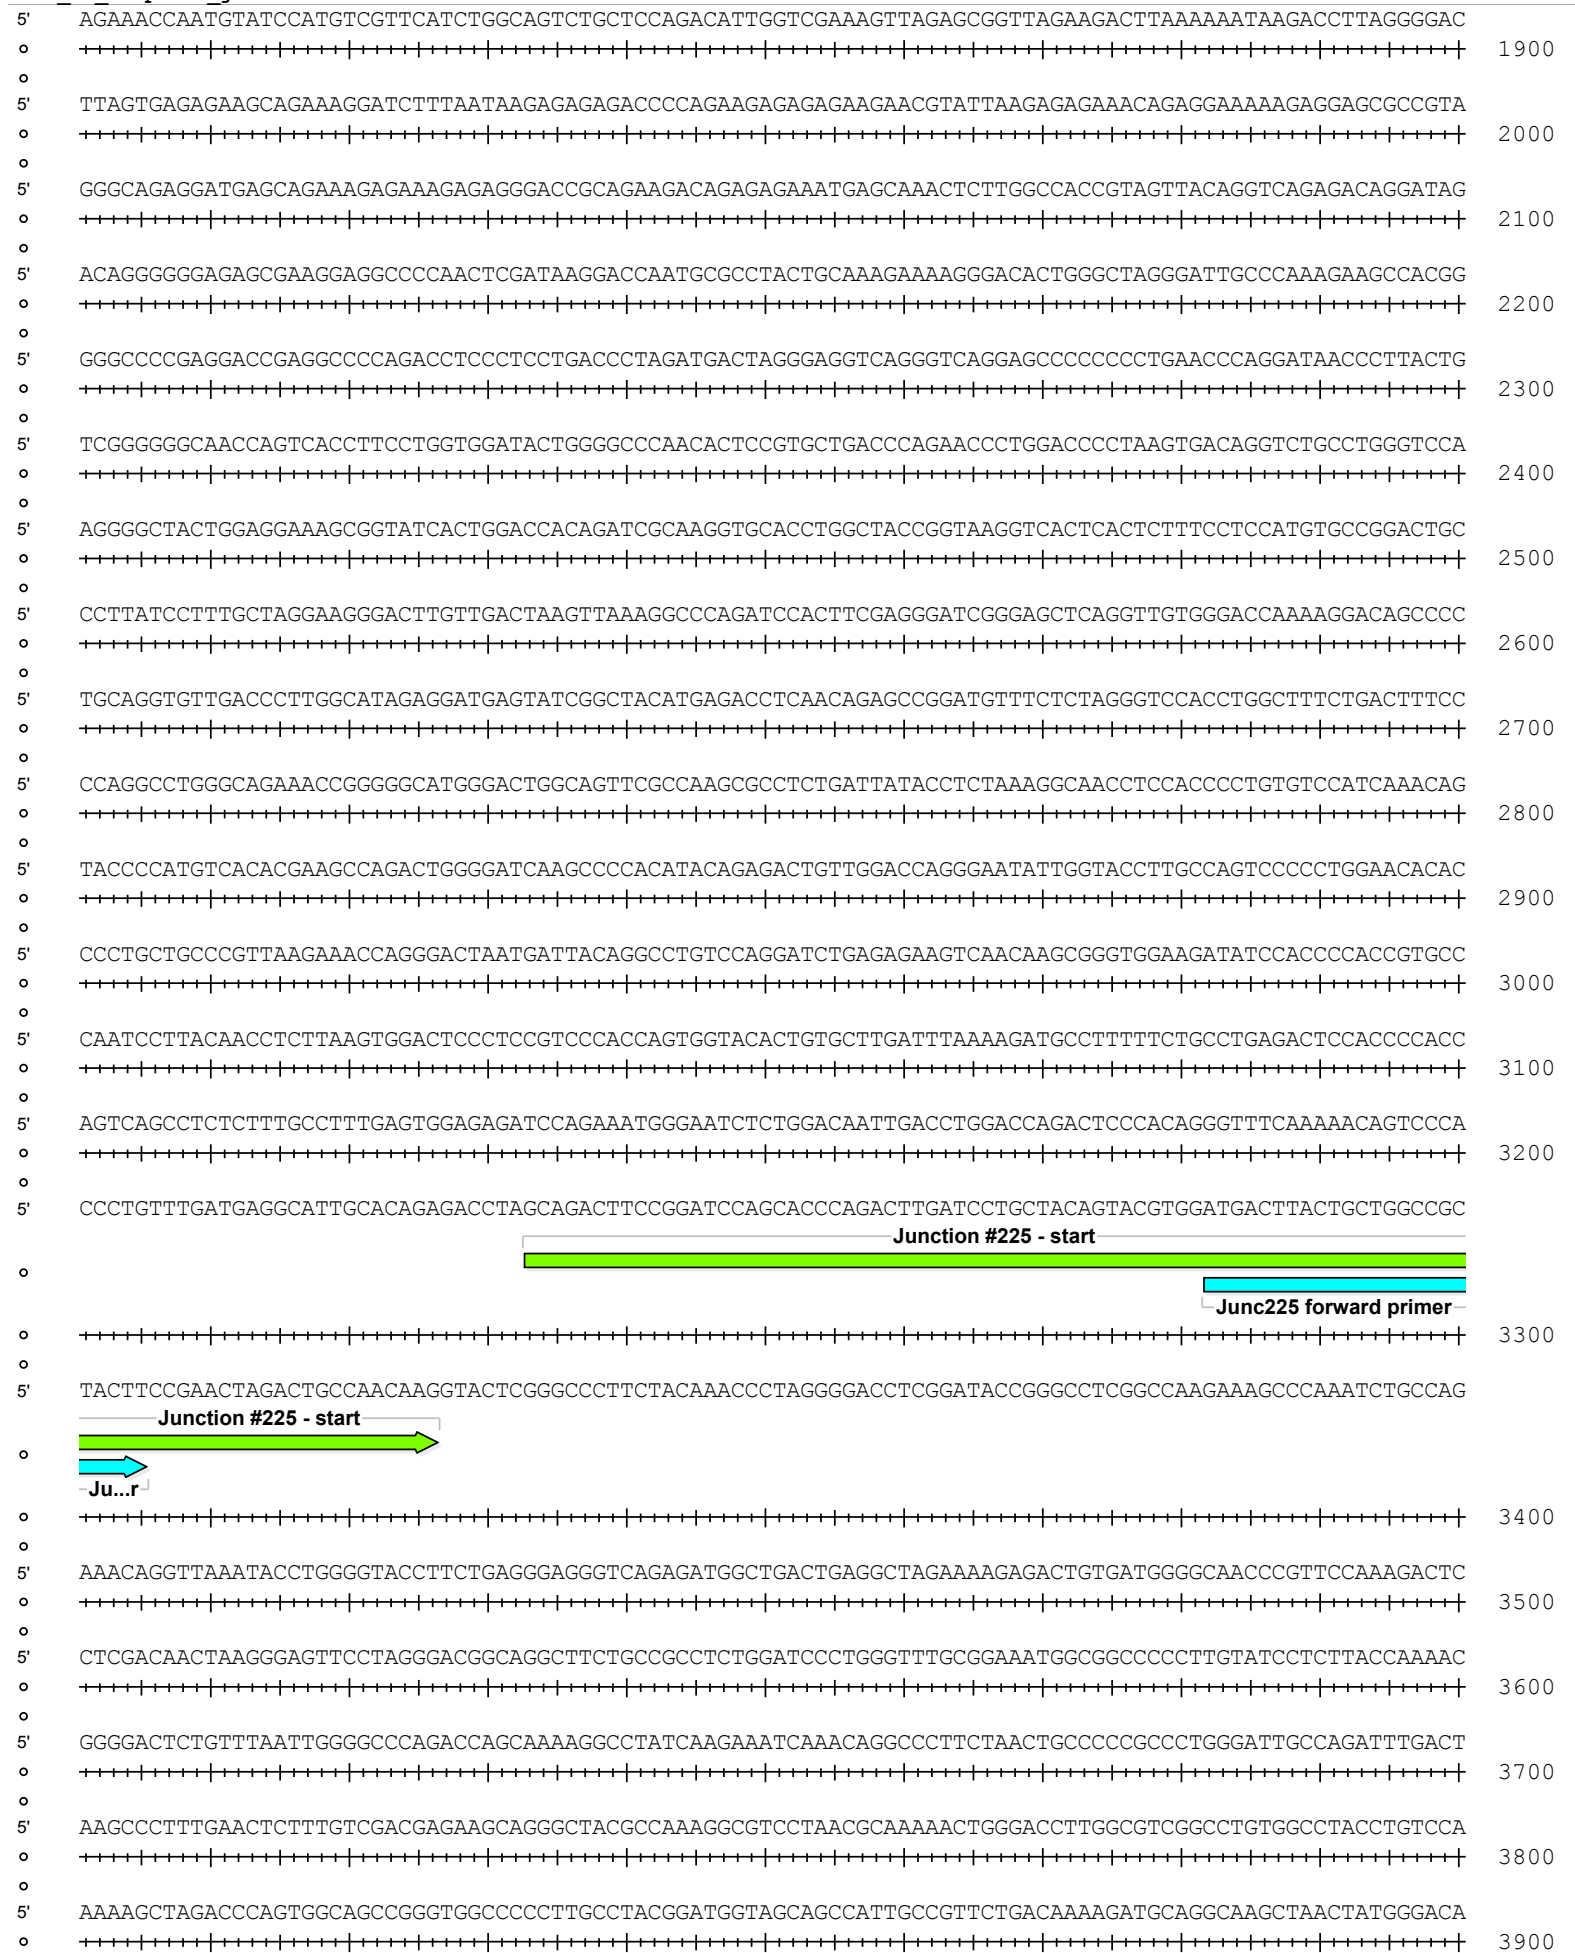 5' AGAAACCAATGTATCCATGTCGTTCATCTGGCAGTCTGCTCCAGACATTGGTCGAAAGTTAGAGCGGTTAGAAGACTTAAAAAATAAGACCTTAGGGGAC
1900
5' TTAGTGAGAGAAGCAGAAAGGATCTTTAATAAGAGAGAGACCCCAGAAGAGAGAGAAGAACGTATTAAGAGAGAAACAGAGGAAAAAGAGGAGCGCCGTA
2000
5' GGGCAGAGGATGAGCAGAAAGAGAAAGAGAGGGACCGCAGAAGACAGAGAGAAATGAGCAAACTCTTGGCCACCGTAGTTACAGGTCAGAGACAGGATAG
2100
5' ACAGGGGGGAGAGCGAAGGAGGCCCCAACTCGATAAGGACCAATGCGCCTACTGCAAAGAAAAGGGACACTGGGCTAGGGATTGCCCAAAGAAGCCACGG
2200
5' GGGCCCCGAGGACCGAGGCCCCAGACCTCCCTCCTGACCCTAGATGACTAGGGAGGTCAGGGTCAGGAGCCCCCCCCTGAACCCAGGATAACCCTTACTG
2300
5' TCGGGGGGCAACCAGTCACCTTCCTGGTGGATACTGGGGCCCAACACTCCGTGCTGACCCAGAACCCTGGACCCCTAAGTGACAGGTCTGCCTGGGTCCA
2400
5' AGGGGCTACTGGAGGAAAGCGGTATCACTGGACCACAGATCGCAAGGTGCACCTGGCTACCGGTAAGGTCACTCACTCTTTCCTCCATGTGCCGGACTGC
2500
5' CCTTATCCTTTGCTAGGAAGGGACTTGTTGACTAAGTTAAAGGCCCAGATCCACTTCGAGGGATCGGGAGCTCAGGTTGTGGGACCAAAAGGACAGCCCC
2600
5' TGCAGGTGTTGACCCTTGGCATAGAGGATGAGTATCGGCTACATGAGACCTCAACAGAGCCGGATGTTTCTCTAGGGTCCACCTGGCTTTCTGACTTTCC
2700
5' CCAGGCCTGGGCAGAAACCGGGGGCATGGGACTGGCAGTTCGCCAAGCGCCTCTGATTATACCTCTAAAGGCAACCTCCACCCCTGTGTCCATCAAACAG
2800
5' TACCCCATGTCACACGAAGCCAGACTGGGGATCAAGCCCCACATACAGAGACTGTTGGACCAGGGAATATTGGTACCTTGCCAGTCCCCCTGGAACACAC
2900
5' CCCTGCTGCCCGTTAAGAAACCAGGGACTAATGATTACAGGCCTGTCCAGGATCTGAGAGAAGTCAACAAGCGGGTGGAAGATATCCACCCCACCGTGCC
3000
5' CAATCCTTACAACCTCTTAAGTGGACTCCCTCCGTCCCACCAGTGGTACACTGTGCTTGATTTAAAAGATGCCTTTTTCTGCCTGAGACTCCACCCCACC
3100
5' AGTCAGCCTCTCTTTGCCTTTGAGTGGAGAGATCCAGAAATGGGAATCTCTGGACAATTGACCTGGACCAGACTCCCACAGGGTTTCAAAAACAGTCCCA
3200
5' CCCTGTTTGATGAGGCATTGCACAGAGACCTAGCAGACTTCCGGATCCAGCACCCAGACTTGATCCTGCTACAGTACGTGGATGACTTACTGCTGGCCGC
Junction #225 - start
Junc225 forward primer
3300
5' TACTTCCGAACTAGACTGCCAACAAGGTACTCGGGCCCTTCTACAAACCCTAGGGGACCTCGGATACCGGGCCTCGGCCAAGAAAGCCCAAATCTGCCAG
Junction #225 - start
Ju...r
3400
5' AAACAGGTTAAATACCTGGGGTACCTTCTGAGGGAGGGTCAGAGATGGCTGACTGAGGCTAGAAAAGAGACTGTGATGGGGCAACCCGTTCCAAAGACTC
3500
5' CTCGACAACTAAGGGAGTTCCTAGGGACGGCAGGCTTCTGCCGCCTCTGGATCCCTGGGTTTGCGGAAATGGCGGCCCCCTTGTATCCTCTTACCAAAAC
3600
5' GGGGACTCTGTTTAATTGGGGCCCAGACCAGCAAAAGGCCTATCAAGAAATCAAACAGGCCCTTCTAACTGCCCCCGCCCTGGGATTGCCAGATTTGACT
3700
5' AAGCCCTTTGAACTCTTTGTCGACGAGAAGCAGGGCTACGCCAAAGGCGTCCTAACGCAAAAACTGGGACCTTGGCGTCGGCCTGTGGCCTACCTGTCCA
3800
5' AAAAGCTAGACCCAGTGGCAGCCGGGTGGCCCCCTTGCCTACGGATGGTAGCAGCCATTGCCGTTCTGACAAAAGATGCAGGCAAGCTAACTATGGGACA
3900